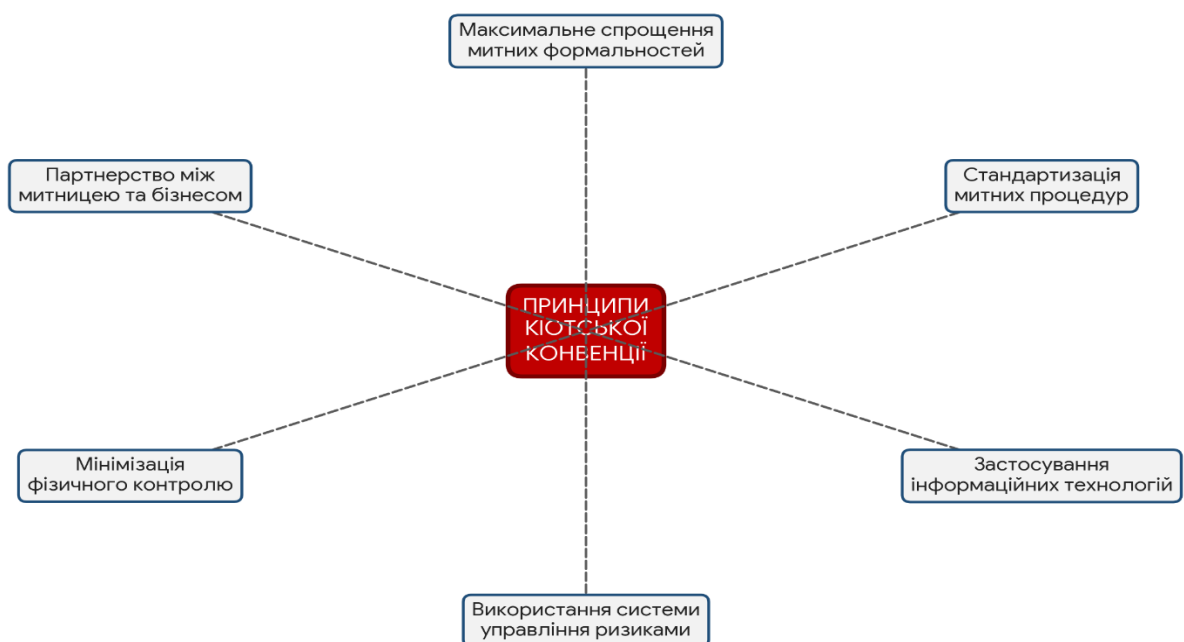 Максимальне спрощення
митних формальностей
Партнерство між
митницею та бізнесом
Стандартизація
митних процедур
ПРИНЦИПИ
КІОТСЬКОЇ
КОНВЕНЦІЇ
Мінімізація
фізичного контролю
Застосування
інформаційних технологій
Використання системи
управління ризиками